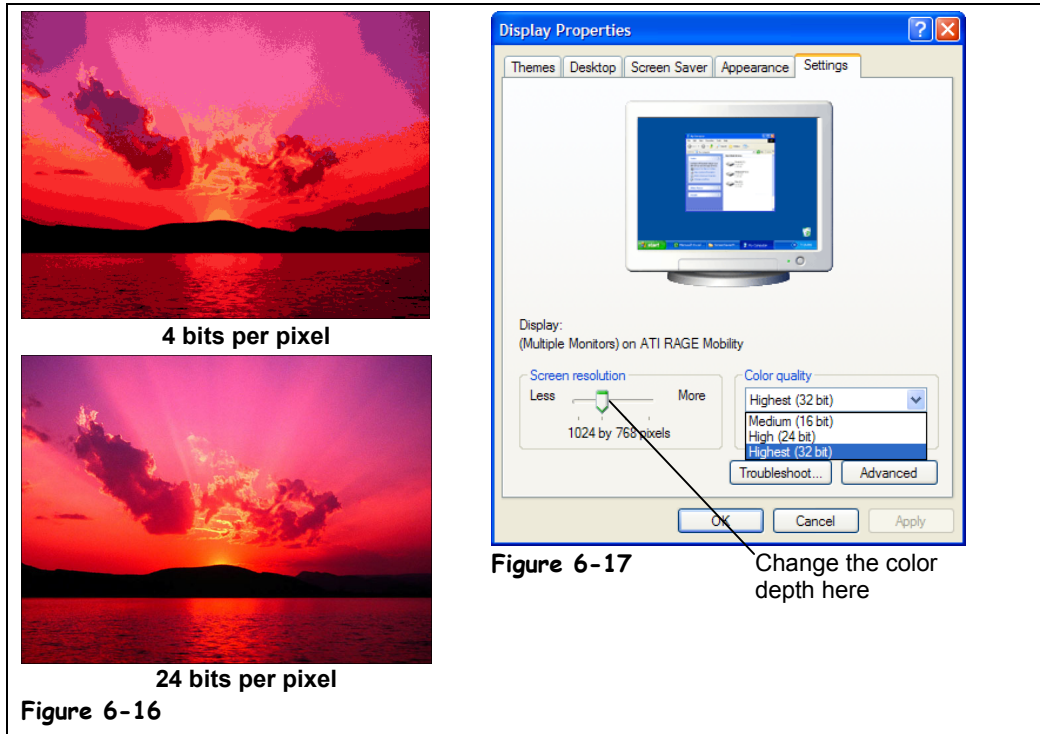 4 bits per pixel
24 bits per pixel
Figure 6-16
Display Properties
Themes Desktop Screen Saver Appearance Settings
Display:
(Multiple Monitors) on ATI RAGE Mobility
Screen resolution
Less More
1024 by 768 pixels
Color quality
Highest (32 bit)
Medium (16 bit)
High (24 bit)
Highest (32 bit)
Troubleshoot... Advanced
OK Cancel Apply
Figure 6-17
Change the color
depth here